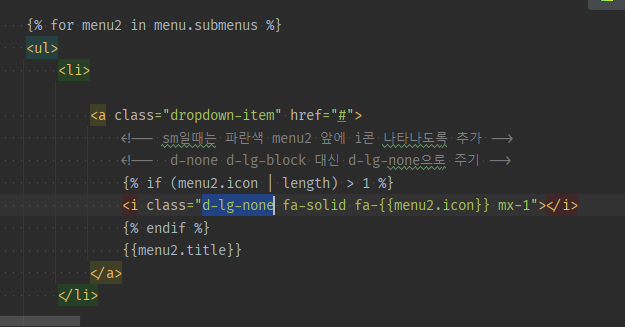 {% for menu2 in menu.submenus %}
<ul>
<li>
<a class="dropdown-item" href="#">
<!-- sm일때는 파란색 menu2 앞에 i콘 나타나도록 추가 -->
<!-- d-none d-lg-block 대신 d-lg-none으로 주기 -->
{% if (menu2.icon | length) > 1 %}
<i class="d-lg-none fa-solid fa-{{menu2.icon}} mx-1"></i>
{% endif %}
{{menu2.title}}
</a>
</li>